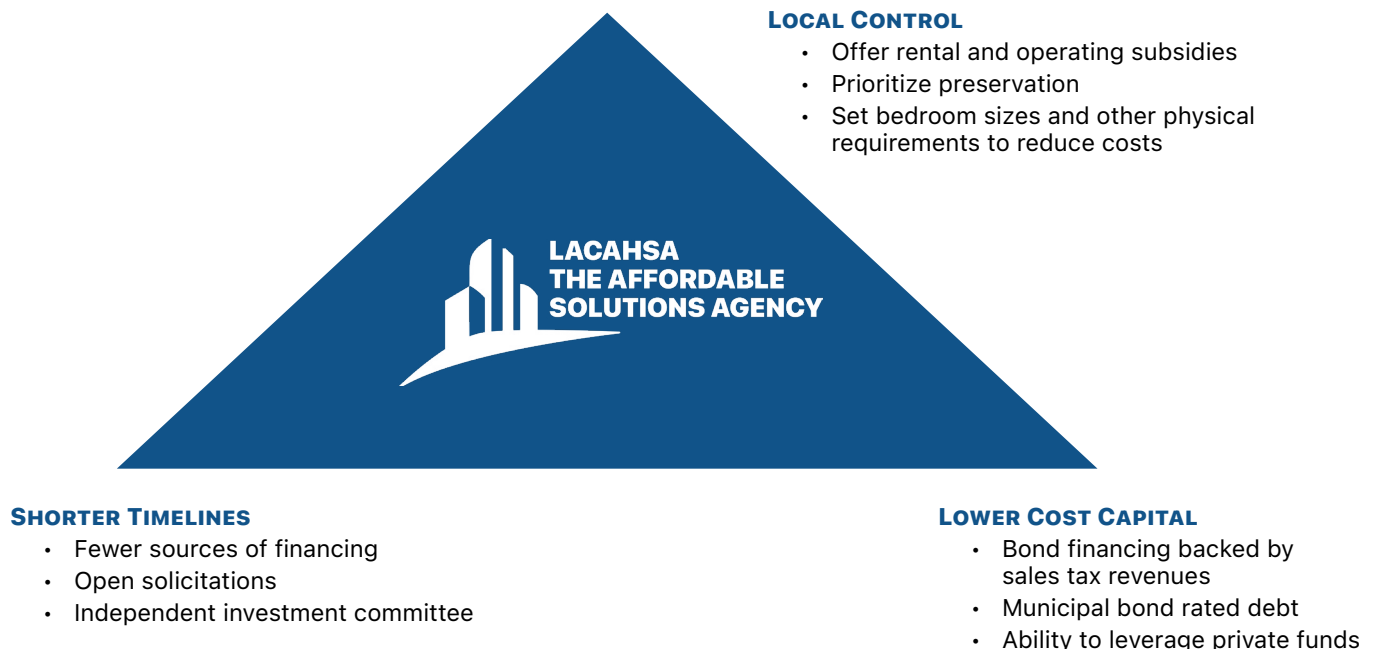 LOCAL CONTROL
• Offer rental and operating subsidies
• Prioritize preservation
• Set bedroom sizes and other physical
requirements to reduce costs
LACAHSA
THE AFFORDABLE
SOLUTIONS AGENCY
SHORTER TIMELINES
• Fewer sources of financing
• Open solicitations
• Independent investment committee
LOWER COST CAPITAL
• Bond financing backed by
sales tax revenues
• Municipal bond rated debt
• Ability to leverage private funds